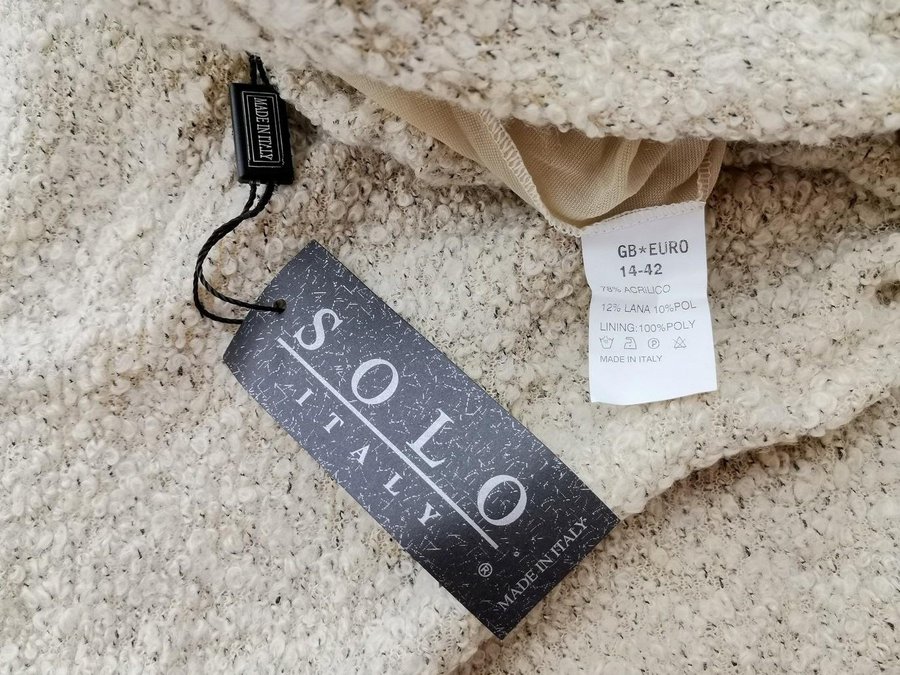 MADE IN ITALY
SOLO
ITALY
®
MADE IN ITALY
GB*EURO
14-42
78% ACRILICO
12% LANA 10%POL
LINING:100%POLY
MADE IN ITALY